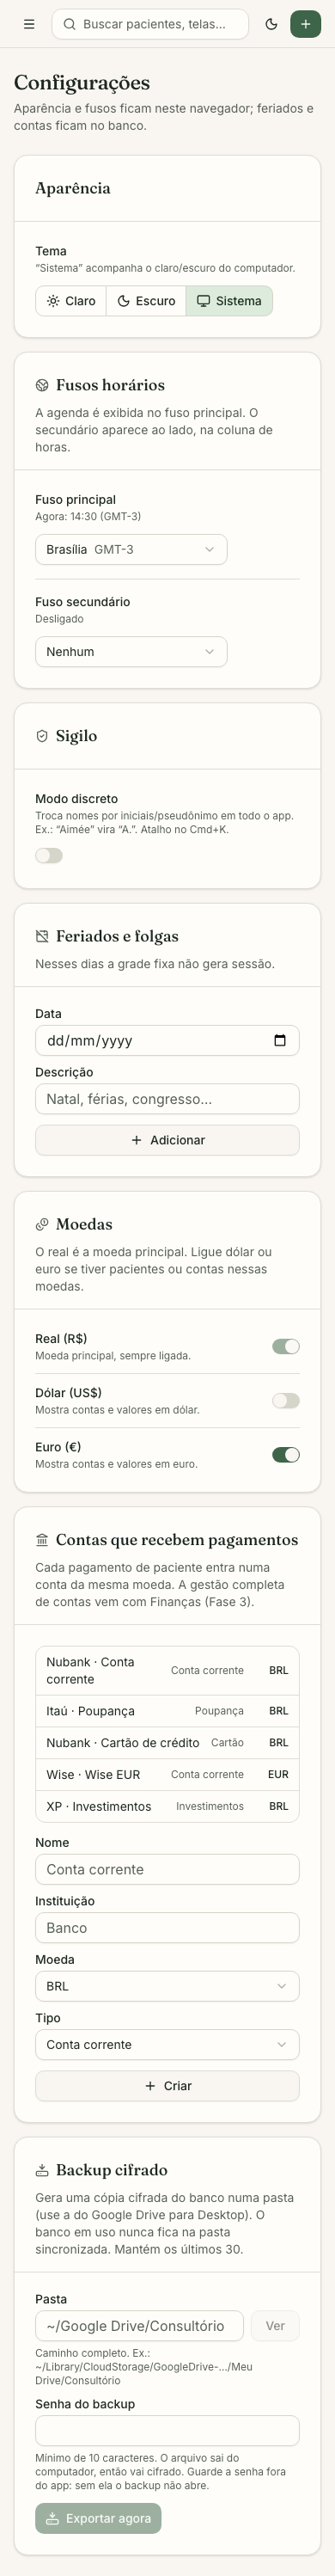 Buscar pacientes, telas...
Configurações
Aparência e fusos ficam neste navegador; feriados e
contas ficam no banco.
Aparência
Tema
“Sistema” acompanha o claro/escuro do computador.
Claro
Escuro
Sistema
Fusos horários
A agenda é exibida no fuso principal. O
secundário aparece ao lado, na coluna de
horas.
Fuso principal
Agora: 14:30 (GMT-3)
Brasília GMT-3
Fuso secundário
Desligado
Nenhum
Sigilo
Modo discreto
Troca nomes por iniciais/pseudônimo em todo o app.
Ex.: “Aimée” vira “A.”. Atalho no Cmd+K.
Feriados e folgas
Nesses dias a grade fixa não gera sessão.
Data
dd/mm/yyyy
Descrição
Natal, férias, congresso...
Adicionar
Moedas
O real é a moeda principal. Ligue dólar ou
euro se tiver pacientes ou contas nessas
moedas.
Real (R$)
Moeda principal, sempre ligada.
Dólar (US$)
Mostra contas e valores em dólar.
Euro (€)
Mostra contas e valores em euro.
Contas que recebem pagamentos
Cada pagamento de paciente entra numa
conta da mesma moeda. A gestão completa
de contas vem com Finanças (Fase 3).
Nubank · Conta
corrente
Conta corrente BRL
Itaú · Poupança Poupança BRL
Nubank · Cartão de crédito Cartão BRL
Wise · Wise EUR Conta corrente EUR
XP · Investimentos Investimentos BRL
Nome
Conta corrente
Instituição
Banco
Moeda
BRL
Tipo
Conta corrente
Criar
Backup cifrado
Gera uma cópia cifrada do banco numa pasta
(use a do Google Drive para Desktop). O
banco em uso nunca fica na pasta
sincronizada. Mantém os últimos 30.
Pasta
~/Google Drive/Consultório
Ver
Caminho completo. Ex.:
~/Library/CloudStorage/GoogleDrive-.../Meu
Drive/Consultório
Senha do backup
Mínimo de 10 caracteres. O arquivo sai do
computador, então vai cifrado. Guarde a senha fora
do app: sem ela o backup não abre.
Exportar agora